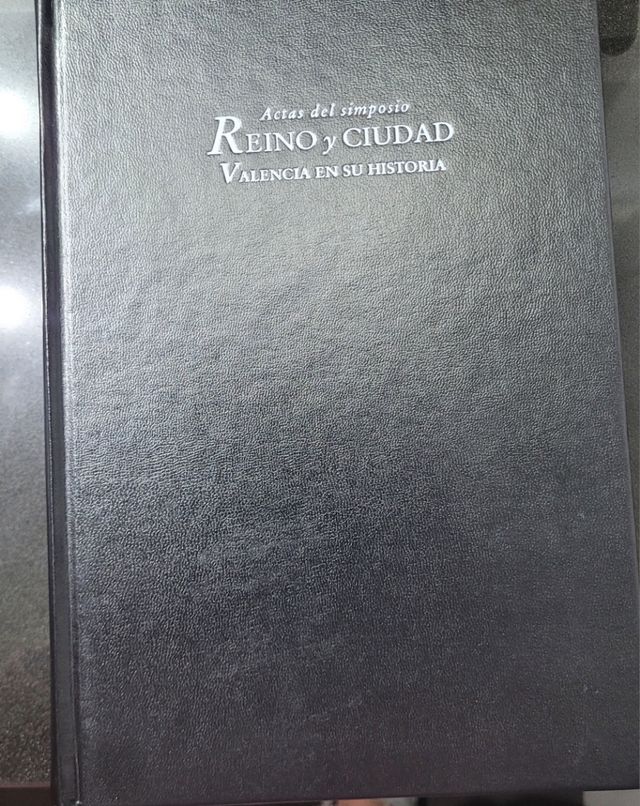 Actas del simposio
REINO y CIUDAD
VALENCIA EN SU HISTORIA